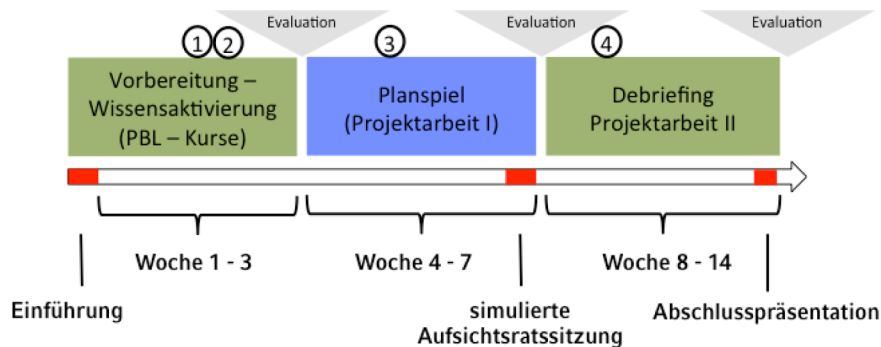 Evaluation
Evaluation
Evaluation
1
2
3
4
Vorbereitung –
Wissensaktivierung
(PBL – Kurse)
Planspiel
(Projektarbeit I)
Debriefing
Projektarbeit II
Woche 1 - 3
Woche 4 - 7
Woche 8 - 14
Einführung
simulierte
Aufsichtsratssitzung
Abschlusspräsentation